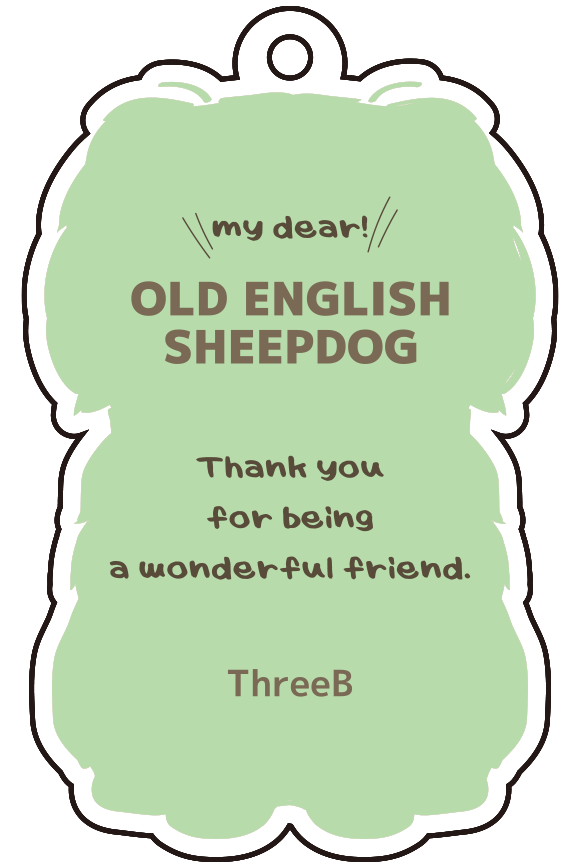 my dear!
OLD ENGLISH
SHEEPDOG
Thank you
for being
a wonderful friend.
ThreeB